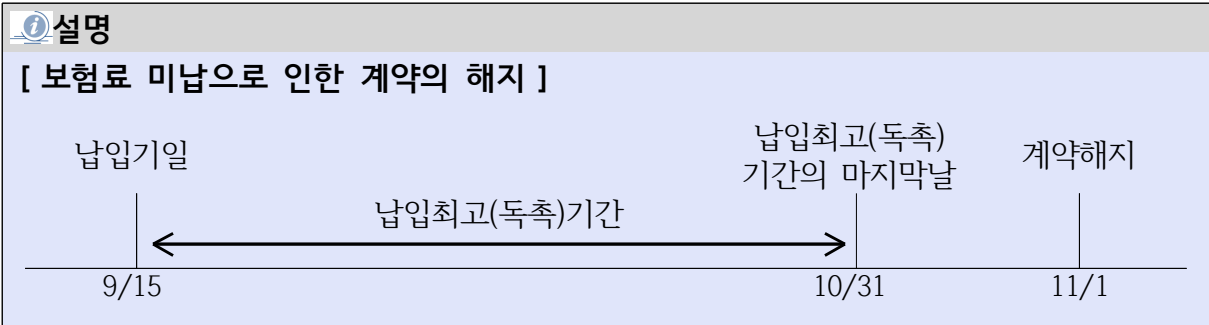 설명
[ 보험료 미납으로 인한 계약의 해지 ]
납입기일
납입최고(독촉)
기간의 마지막날
계약해지
납입최고(독촉)기간
9/15
10/31
11/1